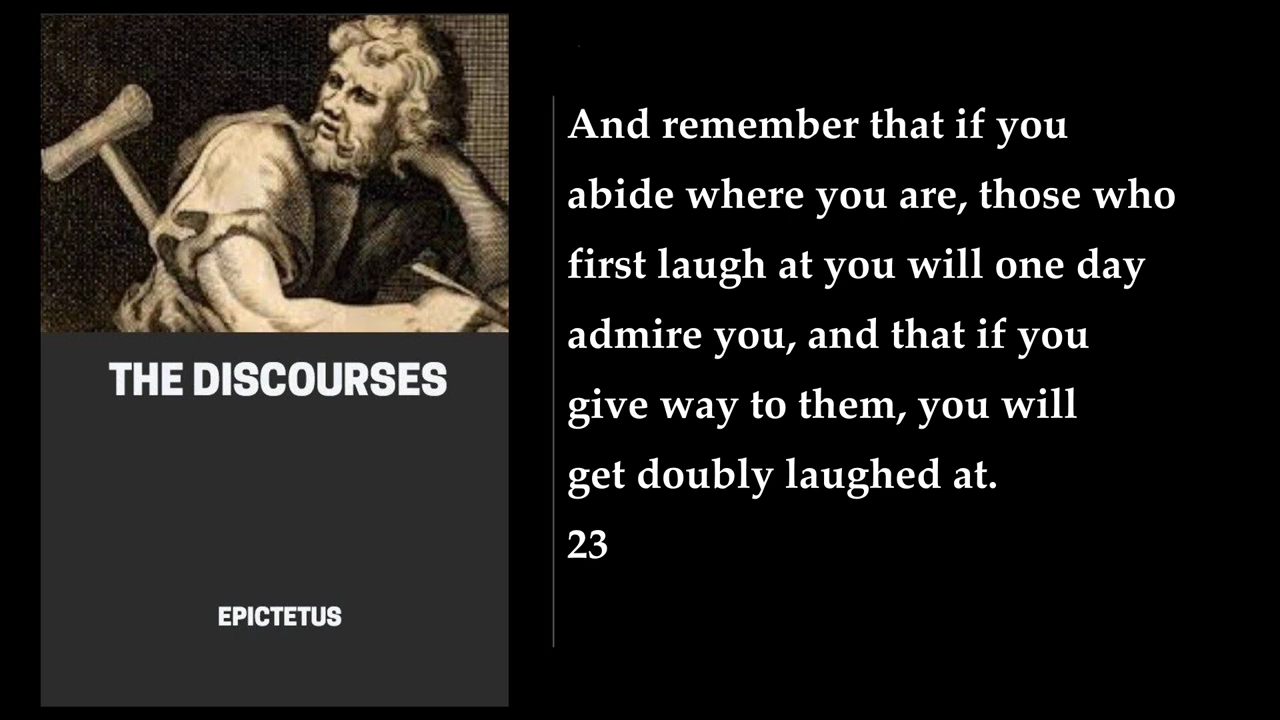 THE DISCOURSES
EPICTETUS
And remember that if you
abide where you are, those who
first laugh at you will one day
admire you, and that if you
give way to them, you will
get doubly laughed at.
23